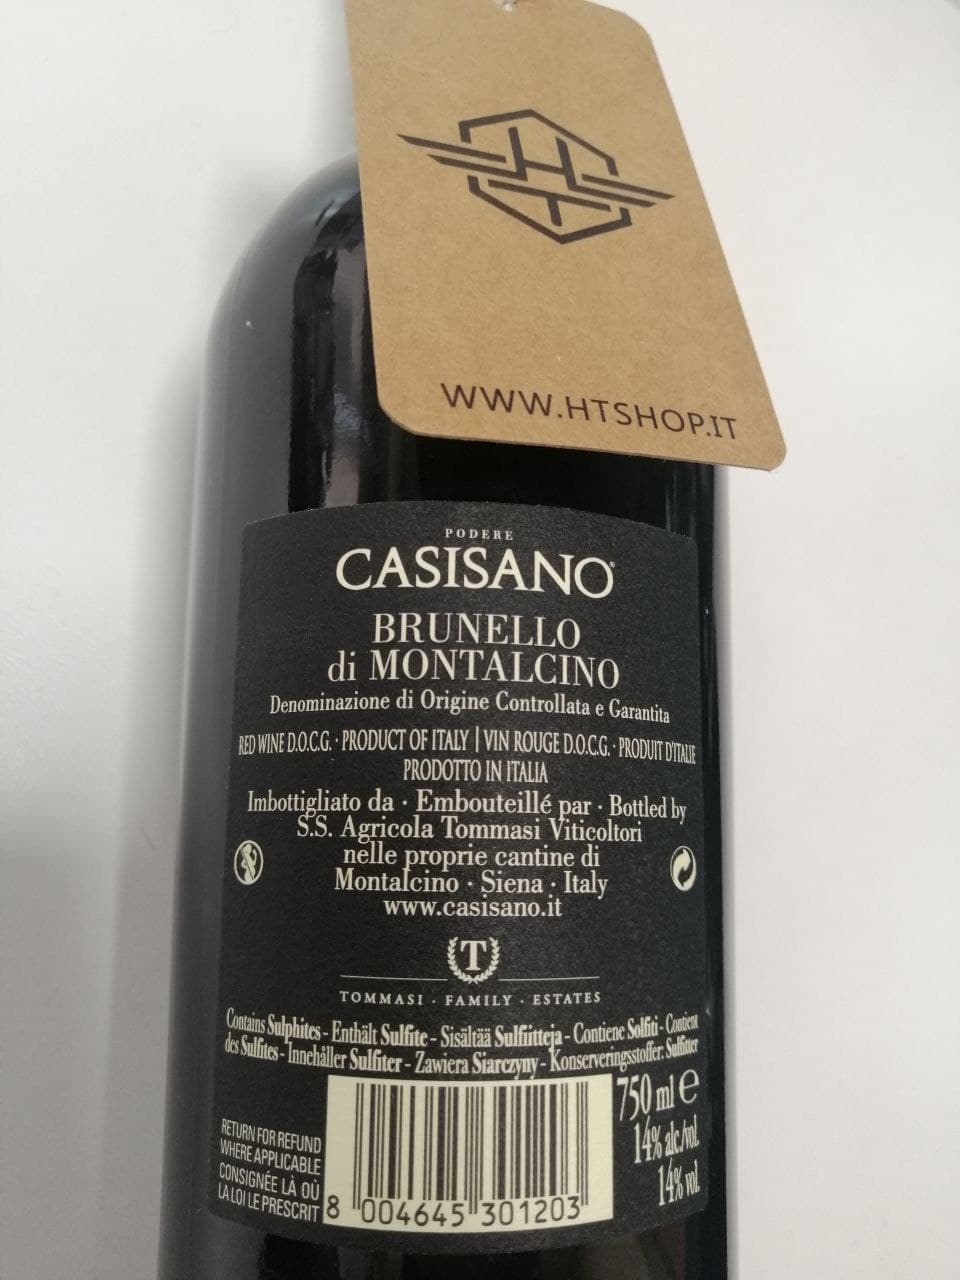 HT
WWW.HTSHOP.IT
PODERE
CASISANO®
BRUNELLO
di MONTALCINO
Denominazione di Origine Controllata e Garantita
RED WINE D.O.C.G. · PRODUCT OF ITALY | VIN ROUGE D.O.C.G. · PRODUIT D'ITALIE
PRODOTTO IN ITALIA
Imbottigliato da · Embouteillé par · Bottled by
S.S. Agricola Tommasi Viticoltori
nelle proprie cantine di
Montalcino · Siena · Italy
www.casisano.it
T
TOMMASI · FAMILY · ESTATES
Contains Sulphites - Enthält Sulfite - Sisältää Sulfiitteja - Contiene Solfiti - Contient
des Sulfites - Innehåller Sulfiter - Zawiera Siarczyny - Konserveringsstoffer: Sulfitter
750 ml e
14% alc./vol.
14% vol.
RETURN FOR REFUND
WHERE APPLICABLE
CONSIGNÉE LÀ OÙ
LA LOI LE PRESCRIT
8 004645 301203